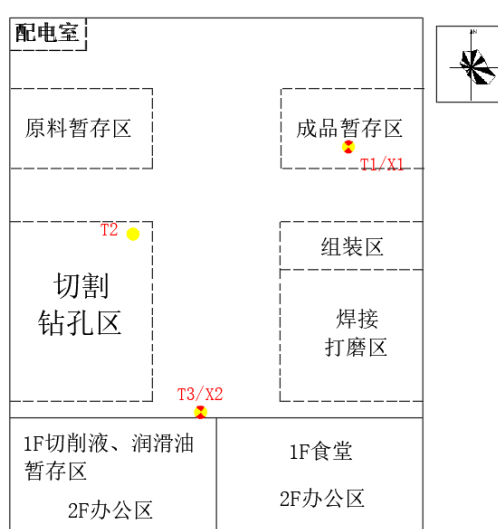 配电室
原料暂存区
成品暂存区
T1/X1
T2
切割
钻孔区
组装区
焊接
打磨区
T3/X2
1F切削液、润滑油
暂存区
2F办公区
1F食堂
2F办公区